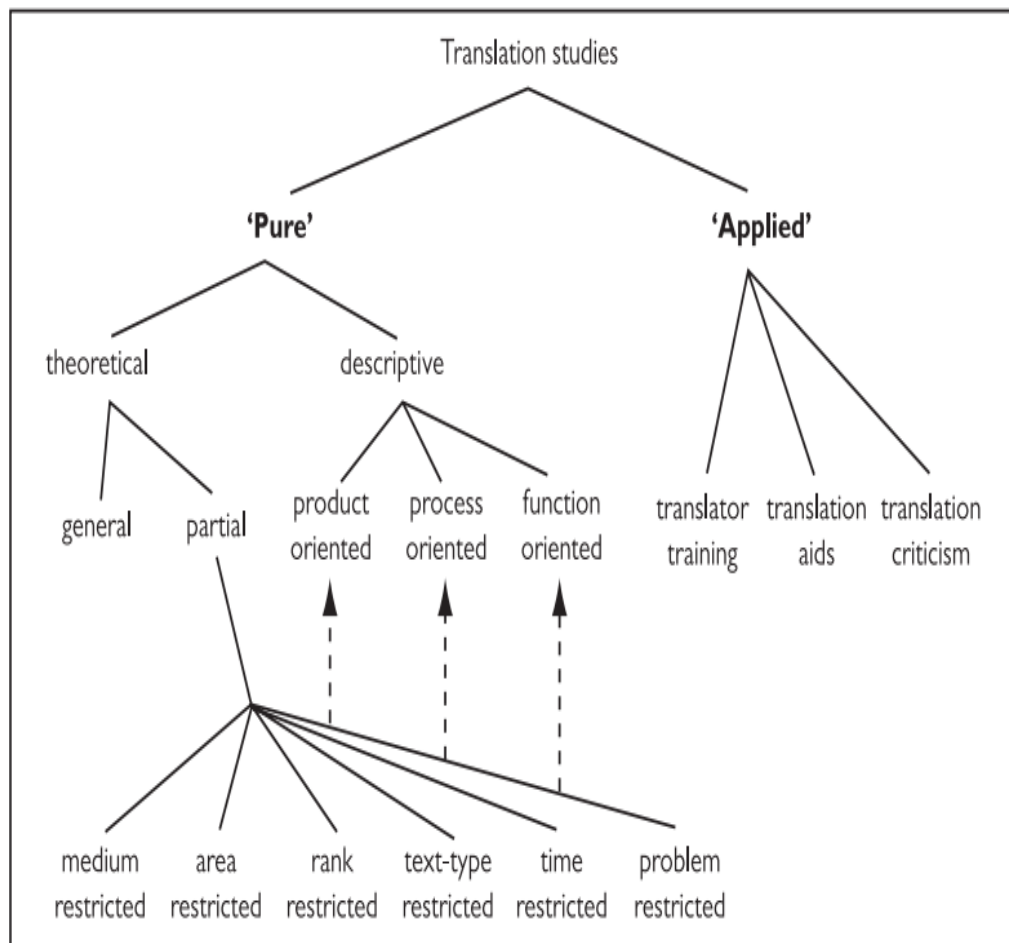 Translation studies
‘Pure’
‘Applied’
theoretical
descriptive
general
partial
product
oriented
process
oriented
function
oriented
translator
training
translation
aids
translation
criticism
medium
restricted
area
restricted
rank
restricted
text-type
restricted
time
restricted
problem
restricted